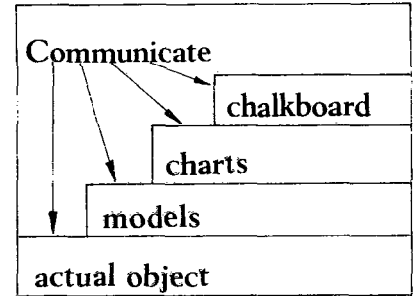 Communicate
chalkboard
charts
models
actual object